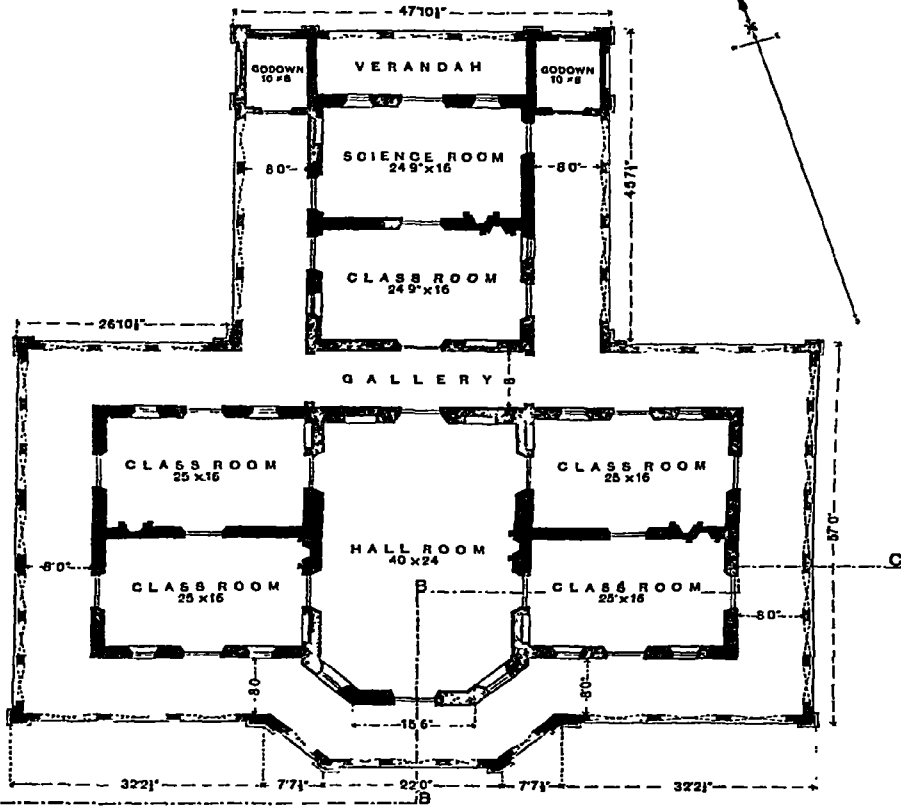 47'10½"
GODOWN
10 × 8
VERANDAH
GODOWN
10 × 8
SCIENCE ROOM
24'9" × 16
8'0"
8'0"
45'7½"
CLASS ROOM
24'9" × 16
26'10½"
GALLERY
8
CLASS ROOM
25 × 16
CLASS ROOM
25 × 16
HALL ROOM
40 × 24
57'0"
8'0"
C
CLASS ROOM
25 × 16
B
CLASS ROOM
25' × 16
8'0"
8'0
8'0"
15'6"
32'2½"
7'7½"
22'0"
7'7½"
32'2½"
B